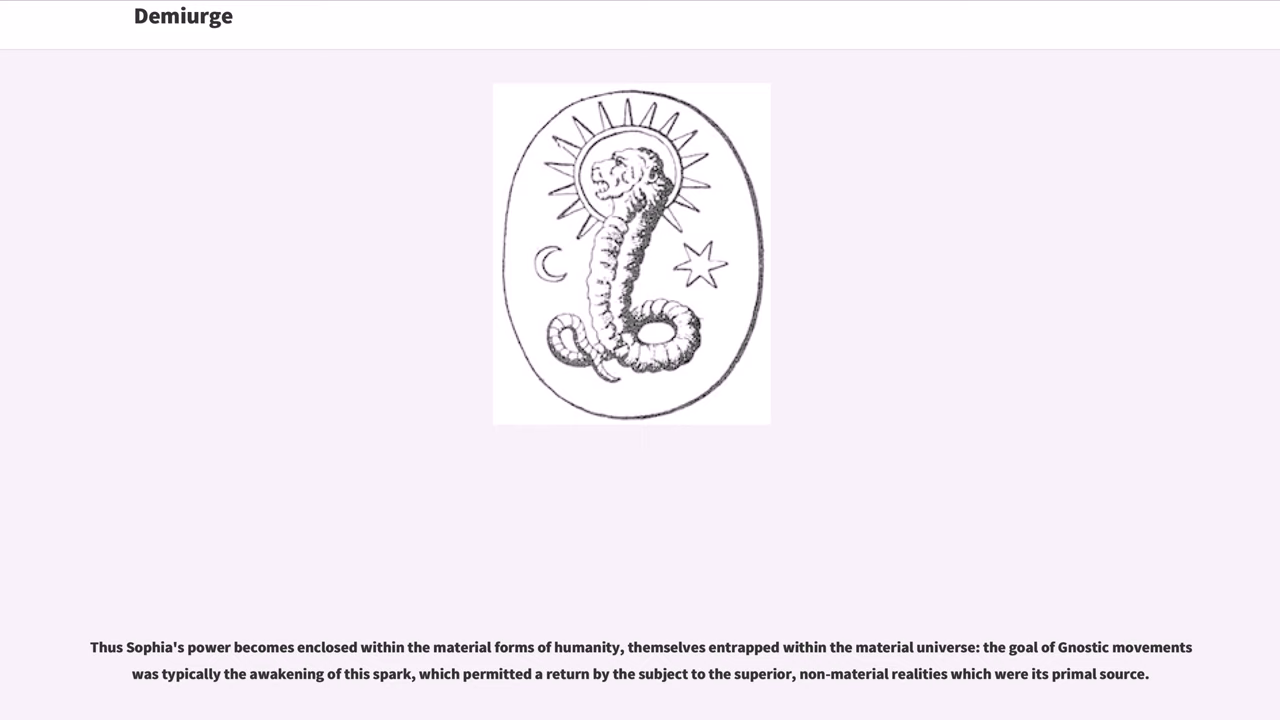 Demiurge
Thus Sophia's power becomes enclosed within the material forms of humanity, themselves entrapped within the material universe: the goal of Gnostic movements
was typically the awakening of this spark, which permitted a return by the subject to the superior, non-material realities which were its primal source.